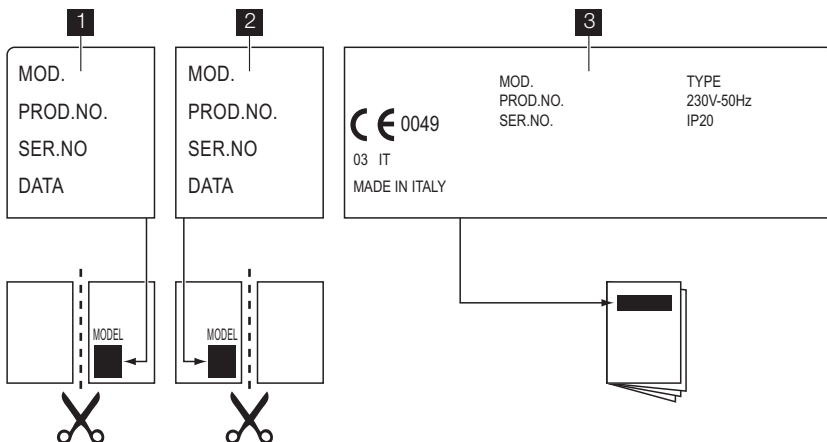 1
2
3
MOD.
PROD.NO.
SER.NO
DATA
MOD.
PROD.NO.
SER.NO
DATA
MOD. TYPE
PROD.NO. 230V-50Hz
SER.NO. IP20
CE 0049
03 IT
MADE IN ITALY
MODEL
MODEL